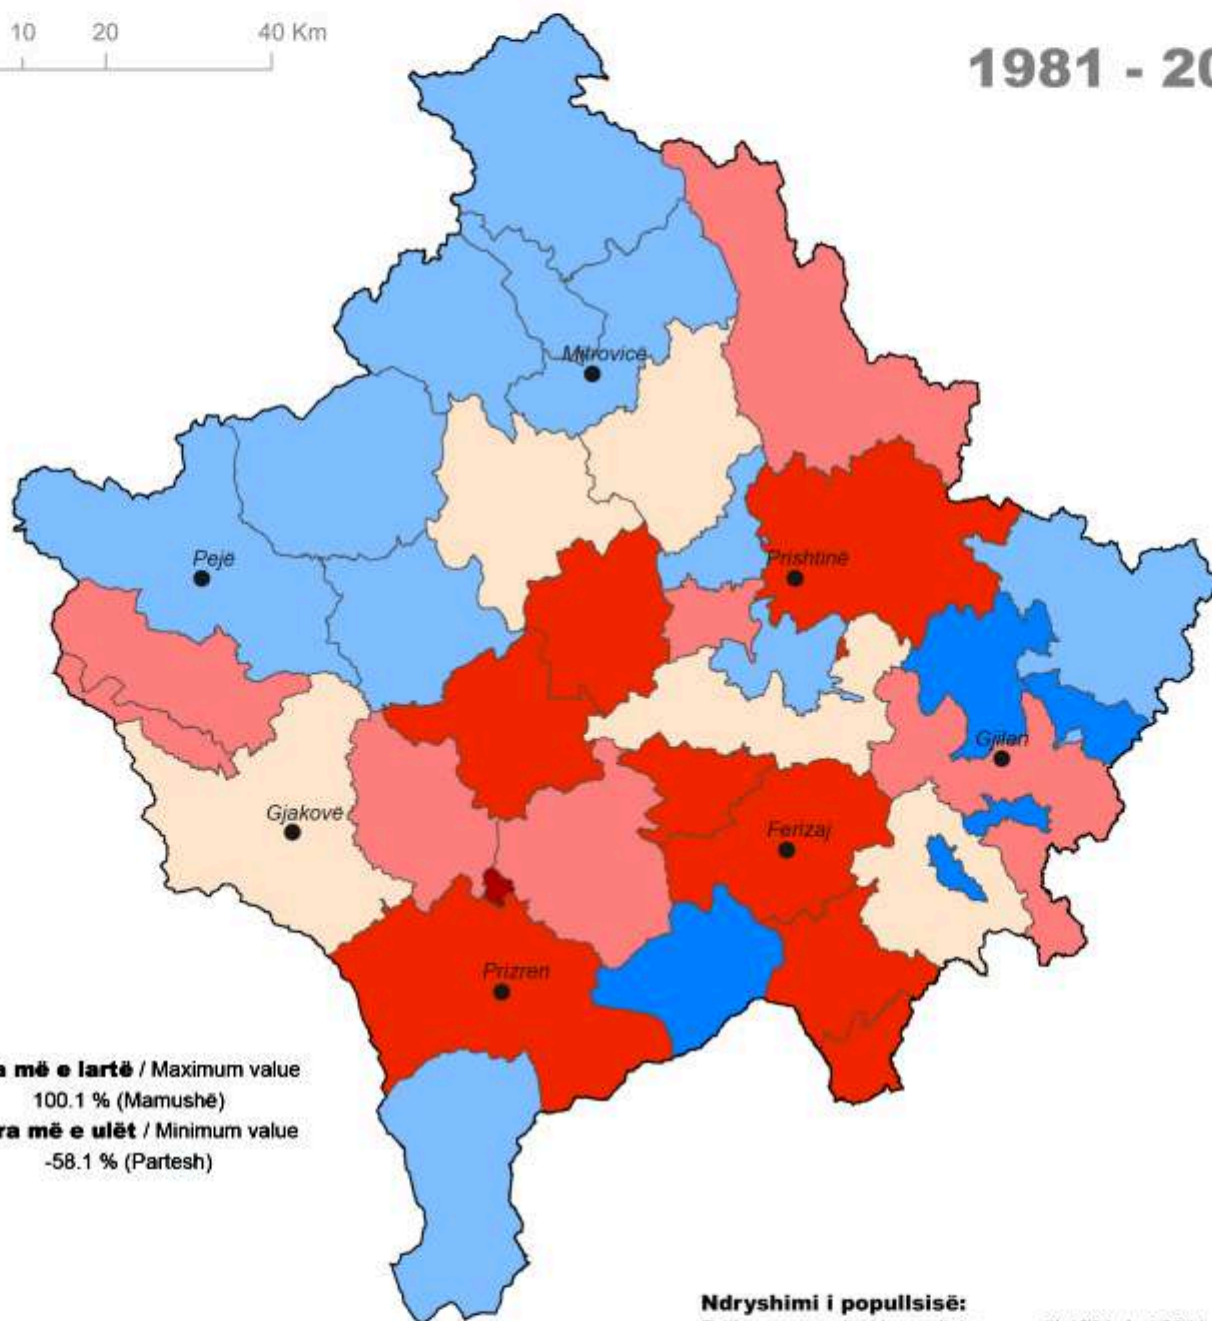 10 20 40 Km
1981 - 20
Mitrovicë
Pejë
Prishtinë
Gjilan
Gjakovë
Ferizaj
Prizren
më e lartë / Maximum value
100.1 % (Mamushë)
më e ulët / Minimum value
-58.1 % (Partesh)
Ndryshimi i popullsisë: